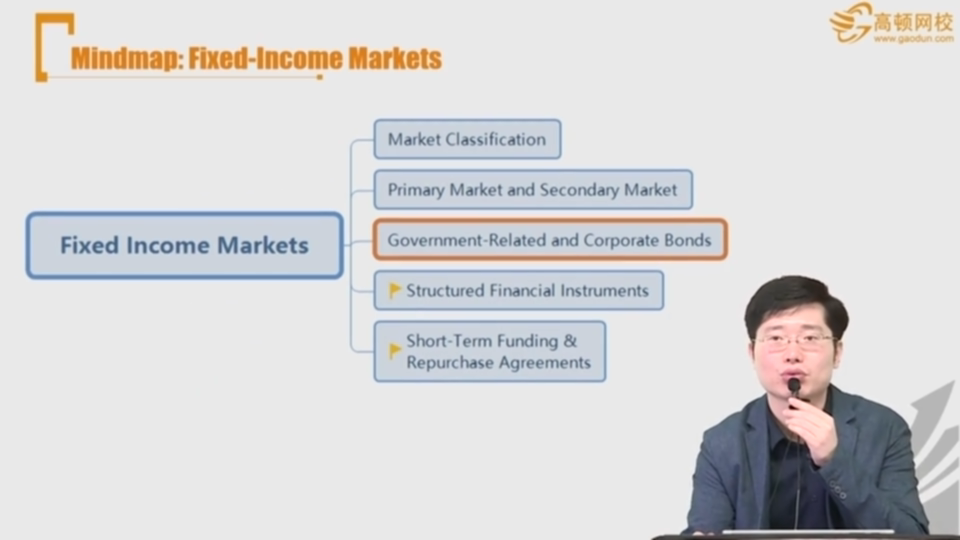 Mindmap: Fixed-Income Markets
高顿网校
www.gaodun.com
Fixed Income Markets
Market Classification
Primary Market and Secondary Market
Government-Related and Corporate Bonds
Structured Financial Instruments
Short-Term Funding &
Repurchase Agreements